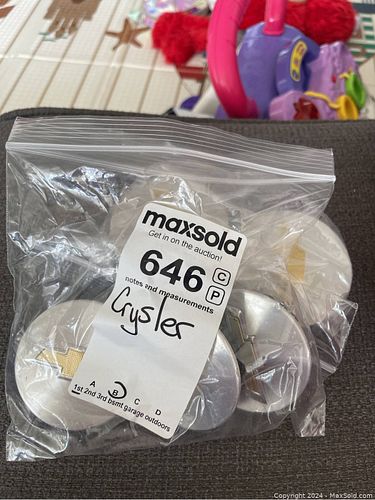 maxsold
Get in on the auction!
646 C
P
notes and measurements
Crysler
A B C D
1st 2nd 3rd bsmt garage outdoors
Copyright © 2024 - MaxSold.com